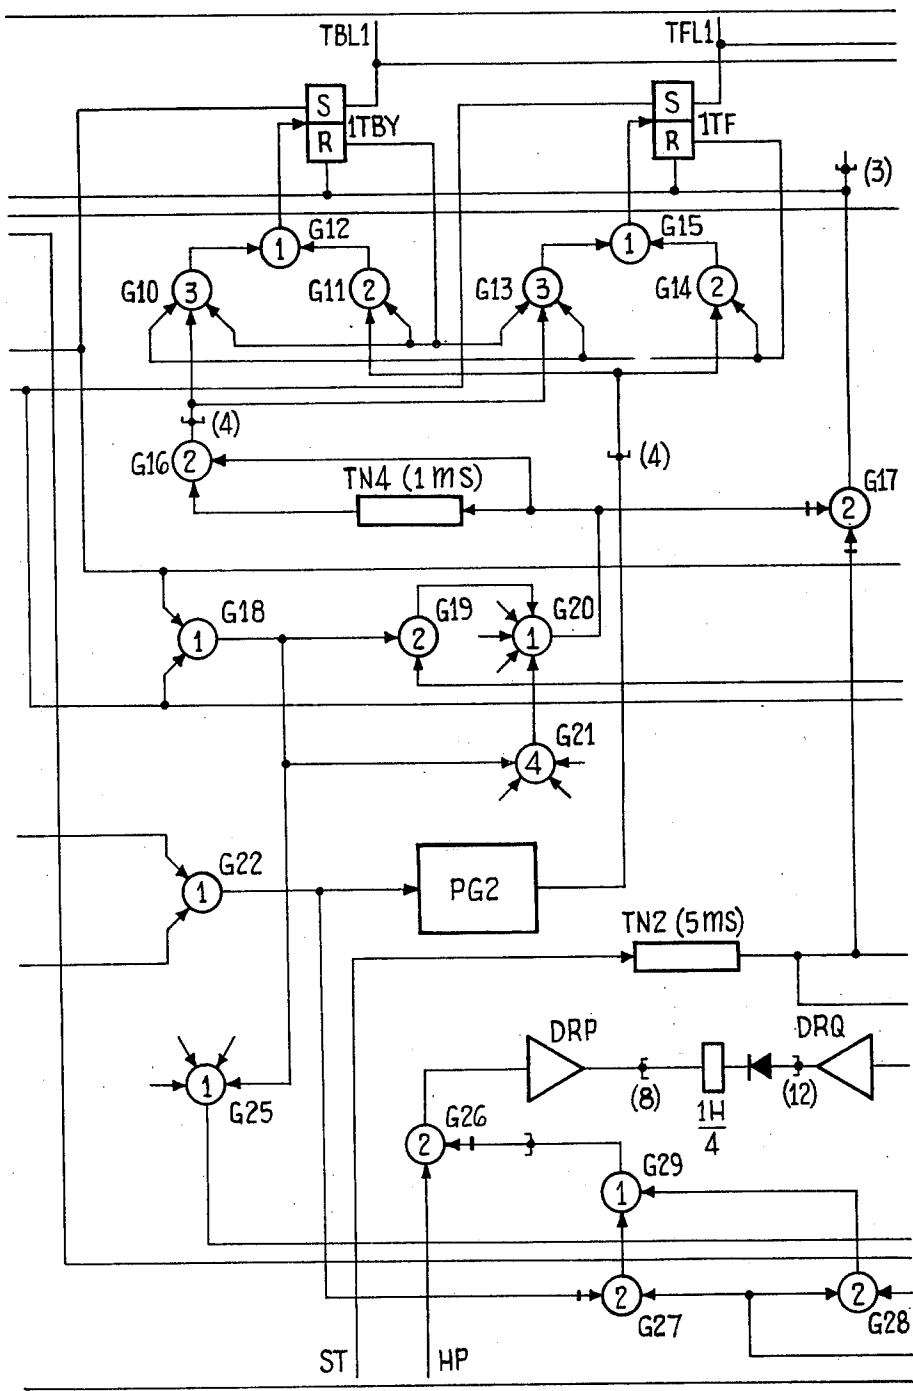 TBL1
TFL1
S
1TBY
R
S
1TF
R
(3)
G12
1
G15
1
G10
3
G11
2
G13
3
G14
2
(4)
G16
2
TN4 (1MS)
(4)
G17
2
G18
1
G19
2
G20
1
G21
4
G22
1
PG2
TN2 (5MS)
DRP
DRQ
1
G25
(8)
1H
4
(12)
G26
2
G29
1
2
G27
2
G28
ST
HP